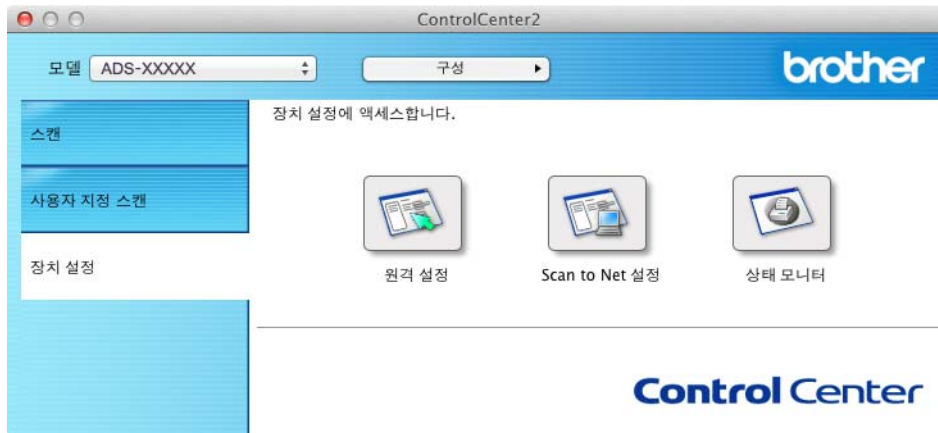 ControlCenter2
모델 ADS-XXXXX 구성 brother
스캔
사용자 지정 스캔
장치 설정
장치 설정에 액세스합니다.
원격 설정 Scan to Net 설정 상태 모니터
Control Center